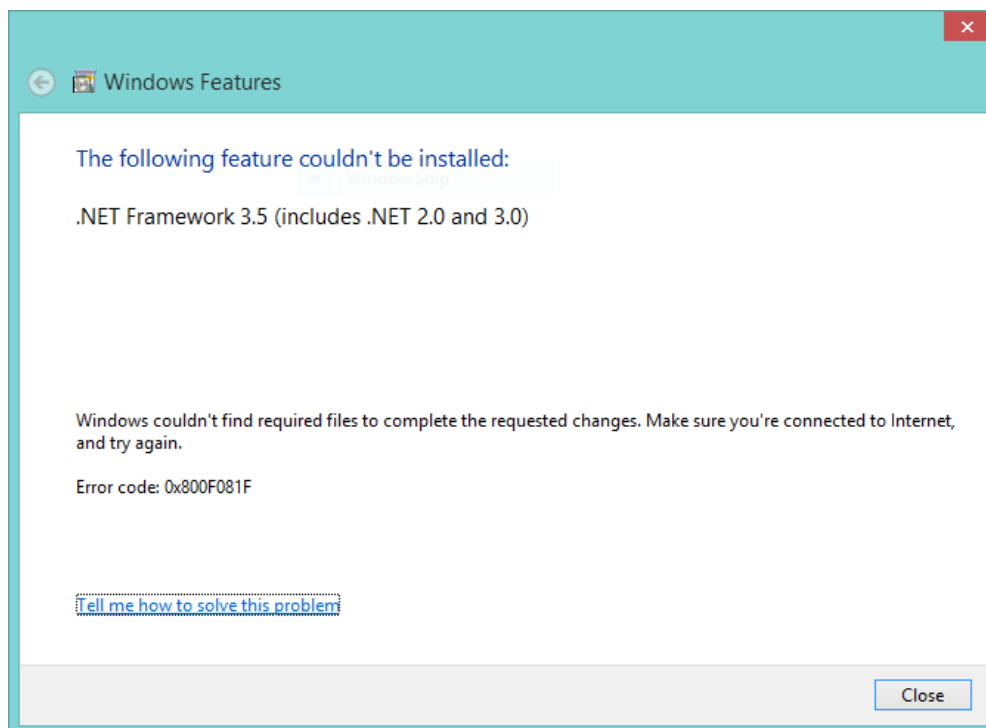 Windows Features
The following feature couldn't be installed:
Window Snip
.NET Framework 3.5 (includes .NET 2.0 and 3.0)
Windows couldn't find required files to complete the requested changes. Make sure you're connected to Internet,
and try again.
Error code: 0x800F081F
Tell me how to solve this problem
Close